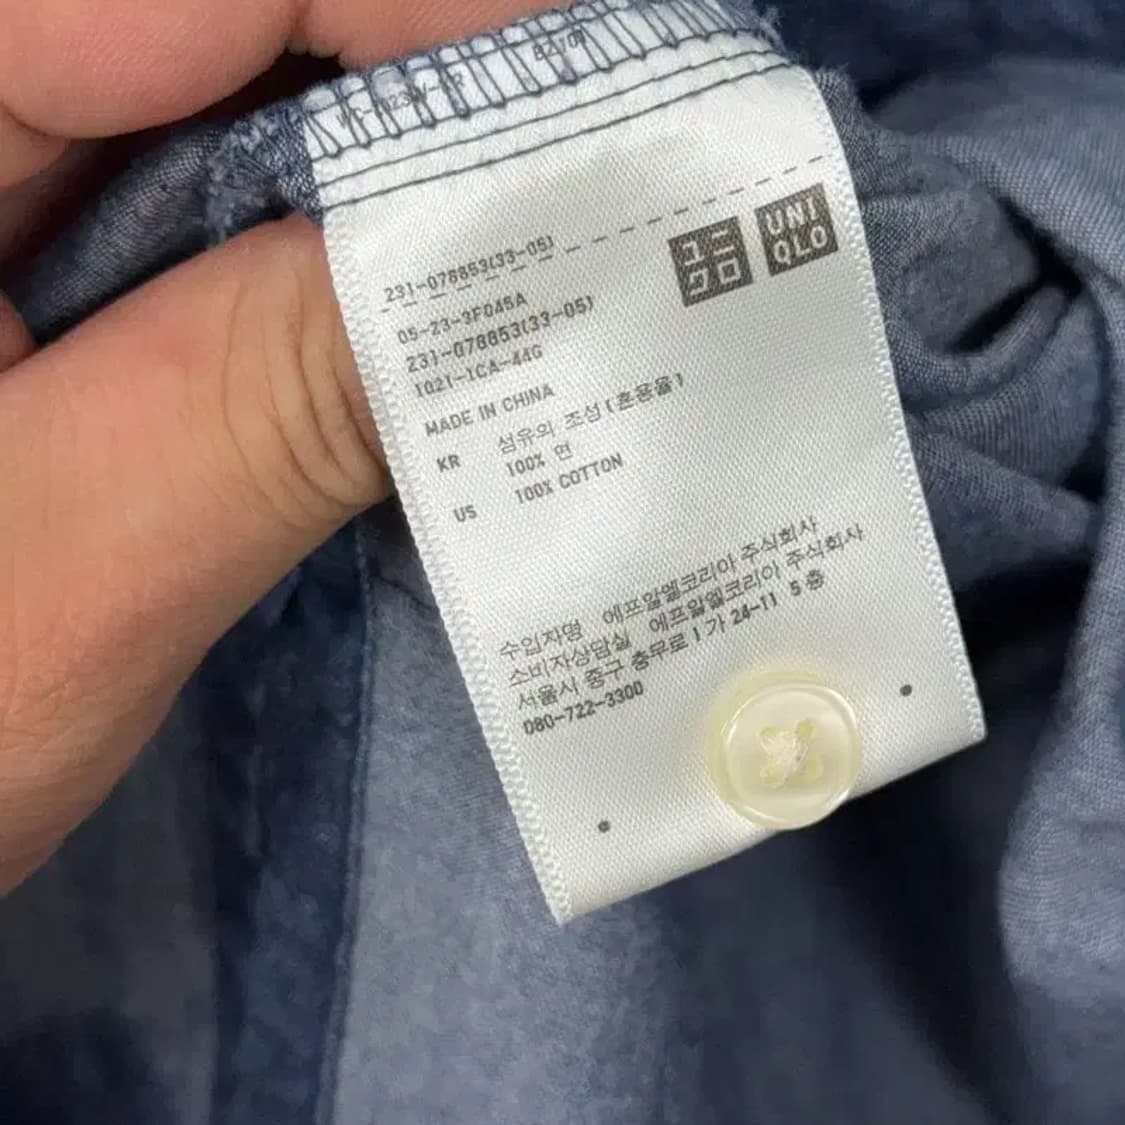 231-078853(33-05)
ユニ
クロ
UNI
QLO
05-23-3F045A
231-078853(33-05)
1021-1CA-44G
MADE IN CHINA
KR 섬유의 조성(혼용율)
100% 면
US 100% COTTON
수입자명 에프알엘코리아 주식회사
소비자상담실 에프알엘코리아 주식회사
서울시 중구 충무로 1가 24-11 5층
080-722-3300